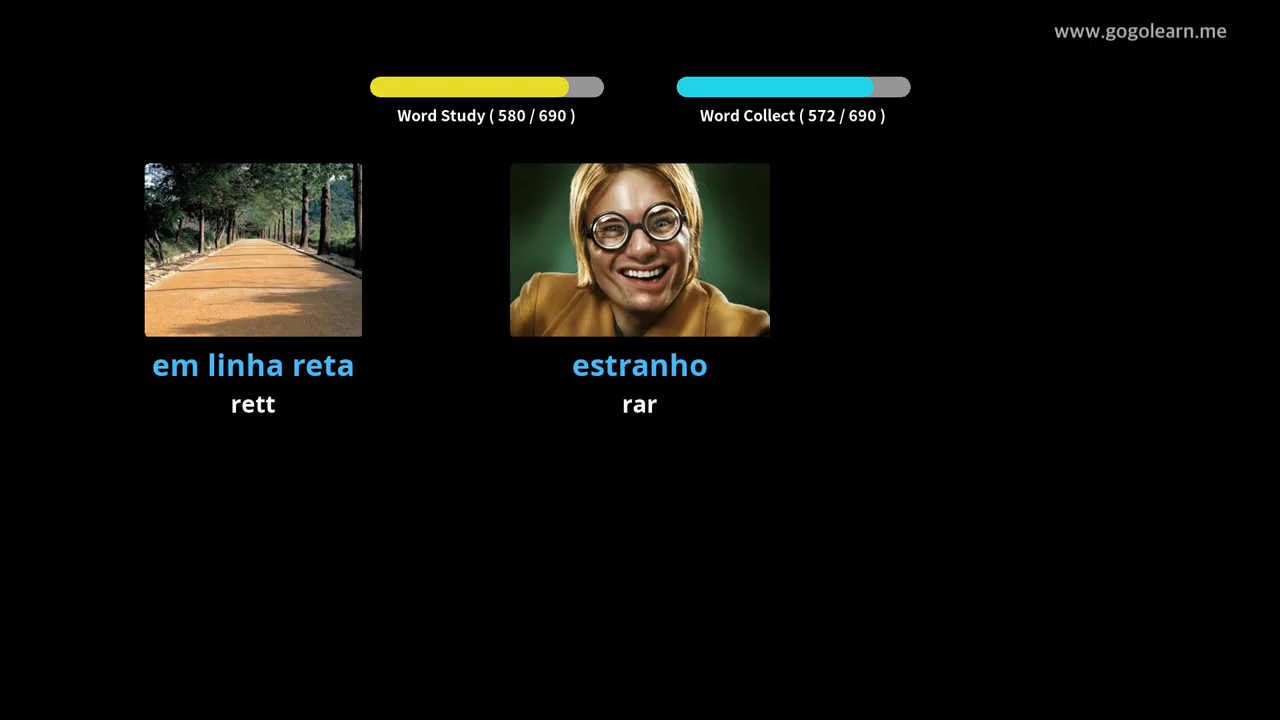 www.gogolearn.me
Word Study ( 580 / 690 )
Word Collect ( 572 / 690 )
em linha reta
rett
estranho
rar